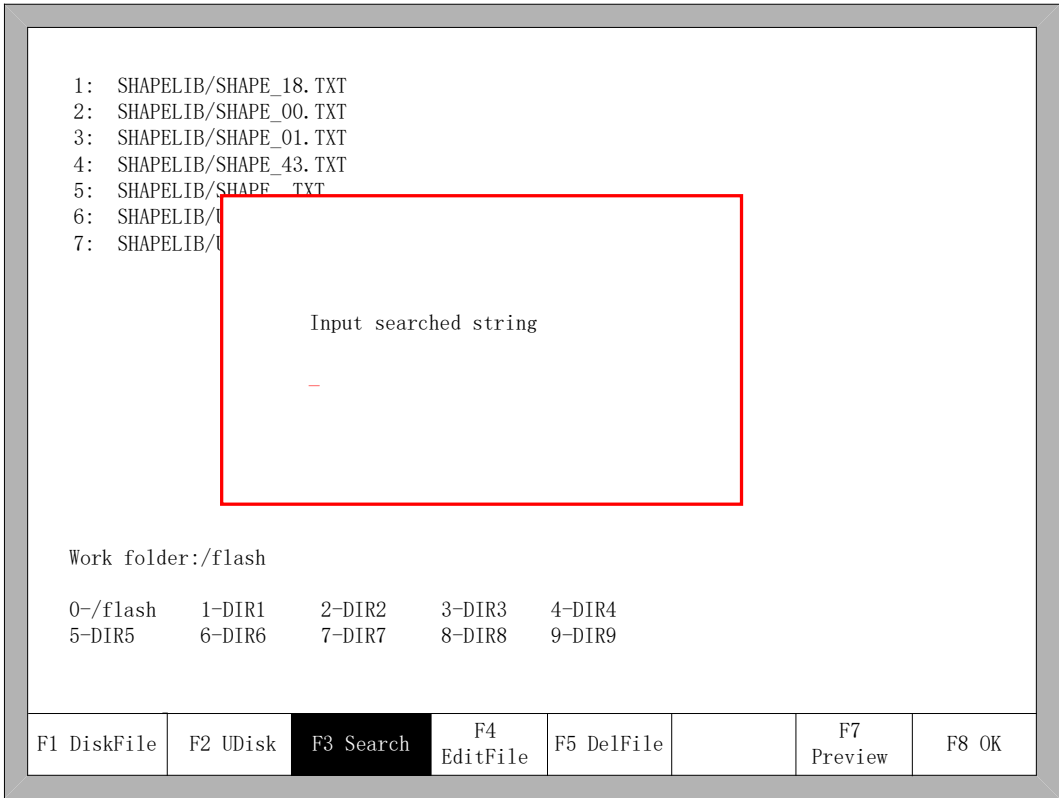 1: SHAPELIB/SHAPE_18.TXT
2: SHAPELIB/SHAPE_00.TXT
3: SHAPELIB/SHAPE_01.TXT
4: SHAPELIB/SHAPE_43.TXT
5: SHAPELIB/SHAPE  TXT
6: SHAPELIB/
7: SHAPELIB/
Input searched string
_
Work folder:/flash
0-/flash 1-DIR1 2-DIR2 3-DIR3 4-DIR4
5-DIR5 6-DIR6 7-DIR7 8-DIR8 9-DIR9
F1 DiskFile F2 UDisk F3 Search F4 EditFile F5 DelFile F7 Preview F8 OK